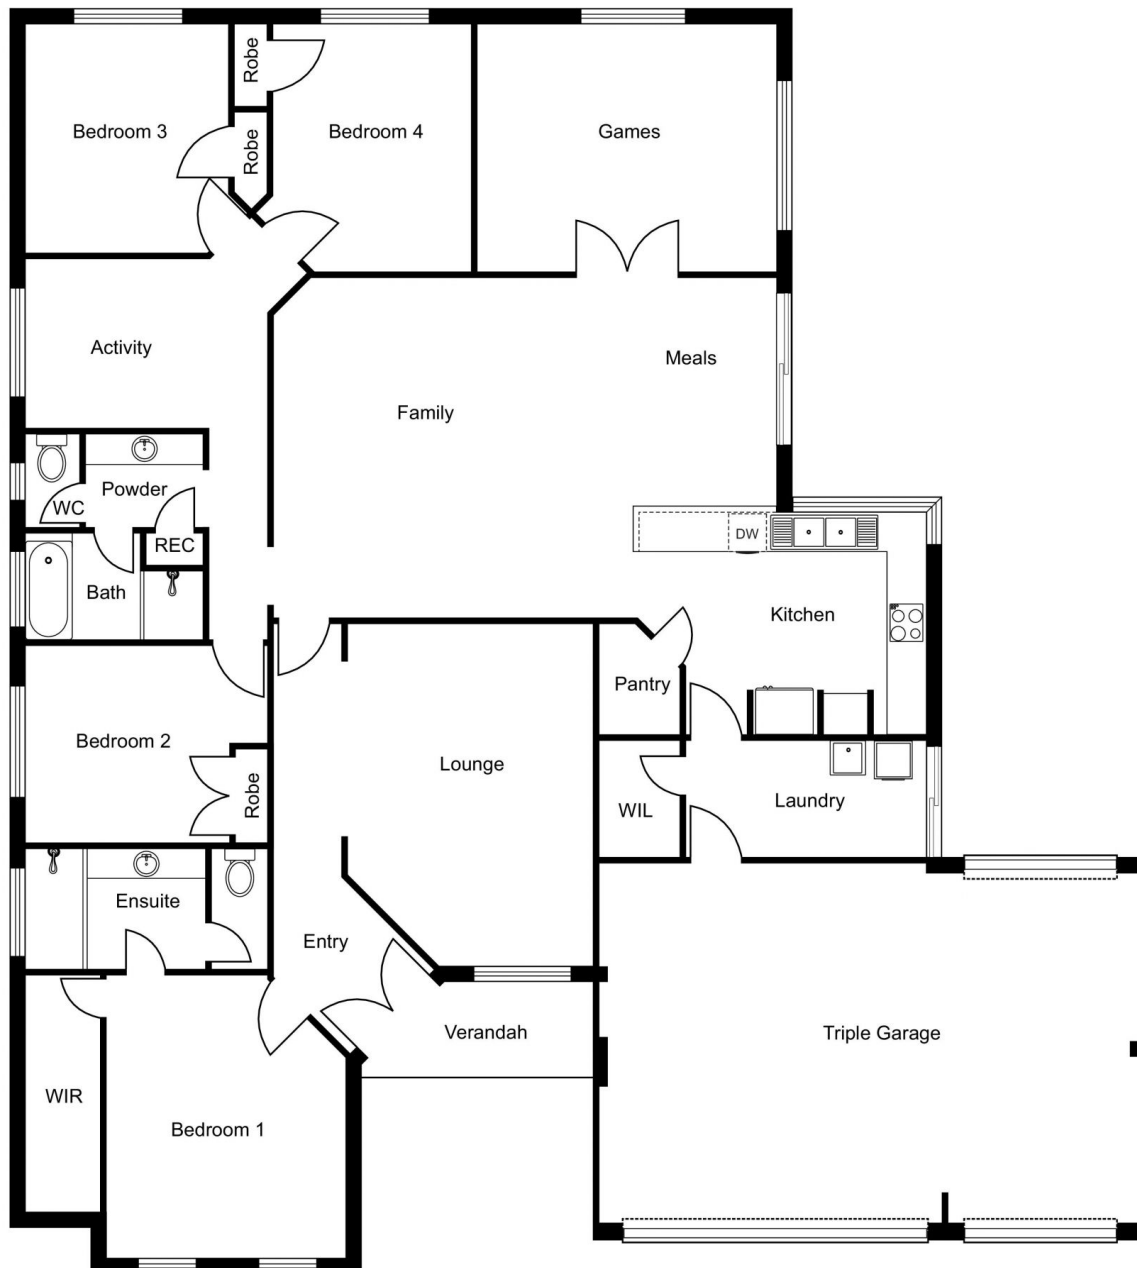 Bedroom 3
Robe
Robe
Bedroom 4
Games
Activity
Family
Meals
WC
Powder
REC
Bath
DW
Kitchen
Pantry
Bedroom 2
Robe
Lounge
WIL
Laundry
Ensuite
Entry
Verandah
Triple Garage
WIR
Bedroom 1